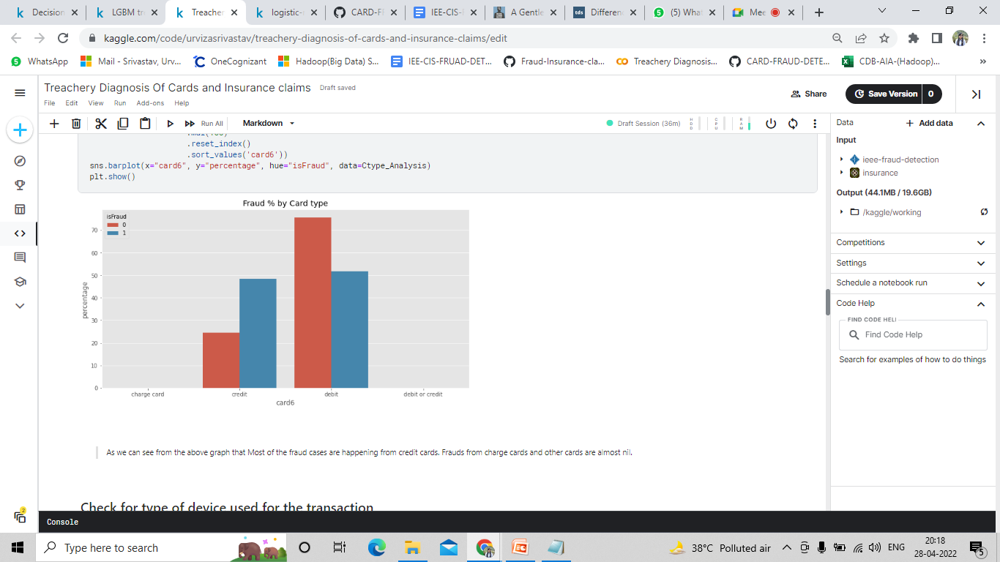 Decision
LGBM tr
Treacher
logistic-
CARD-F
IEE-CIS-
A Gentle
tds
Differen
(5) Wha
Mee
kaggle.com/code/urvizasrivastav/treachery-diagnosis-of-cards-and-insurance-claims/edit
WhatsApp
Mail - Srivastav, Urv...
OneCognizant
Hadoop(Big Data) S...
IEE-CIS-FRUAD-DET...
Fraud-Insurance-cla...
Treachery Diagnosis...
CARD-FRAUD-DETE...
CDB-AIA-(Hadoop)...
Treachery Diagnosis Of Cards and Insurance claims
Draft saved
File Edit View Run Add-ons Help
Share
Save Version 0
Run All
Markdown
Draft Session (36m)
HDD
CPU
RAM
.reset_index()
.sort_values('card6'))
sns.barplot(x="card6", y="percentage", hue="isFraud", data=Ctype_Analysis)
plt.show()
Fraud % by Card type
isFraud
0
1
70
60
50
40
30
20
10
0
percentage
charge card
credit
debit
debit or credit
card6
As we can see from the above graph that Most of the fraud cases are happening from credit cards. Frauds from charge cards and other cards are almost nil.
Check for type of device used for the transaction
Console
Data
Add data
Input
ieee-fraud-detection
insurance
Output (44.1MB / 19.6GB)
/kaggle/working
Competitions
Settings
Schedule a notebook run
Code Help
FIND CODE HELI
Find Code Help
Search for examples of how to do things
2
Type here to search
38°C Polluted air
ENG
20:18
28-04-2022
5